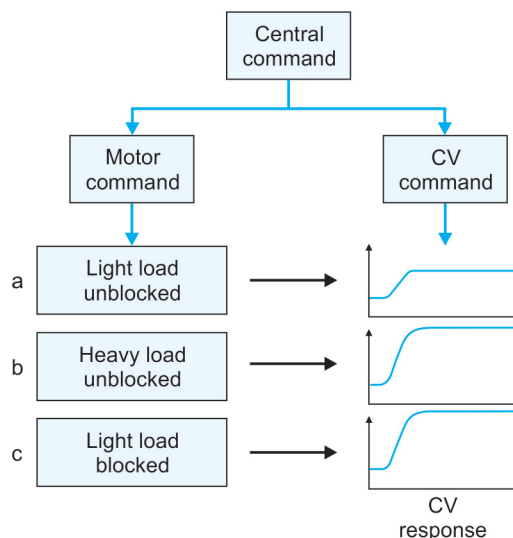 Central
command
Motor
command
CV
command
a
Light load
unblocked
b
Heavy load
unblocked
c
Light load
blocked
CV
response